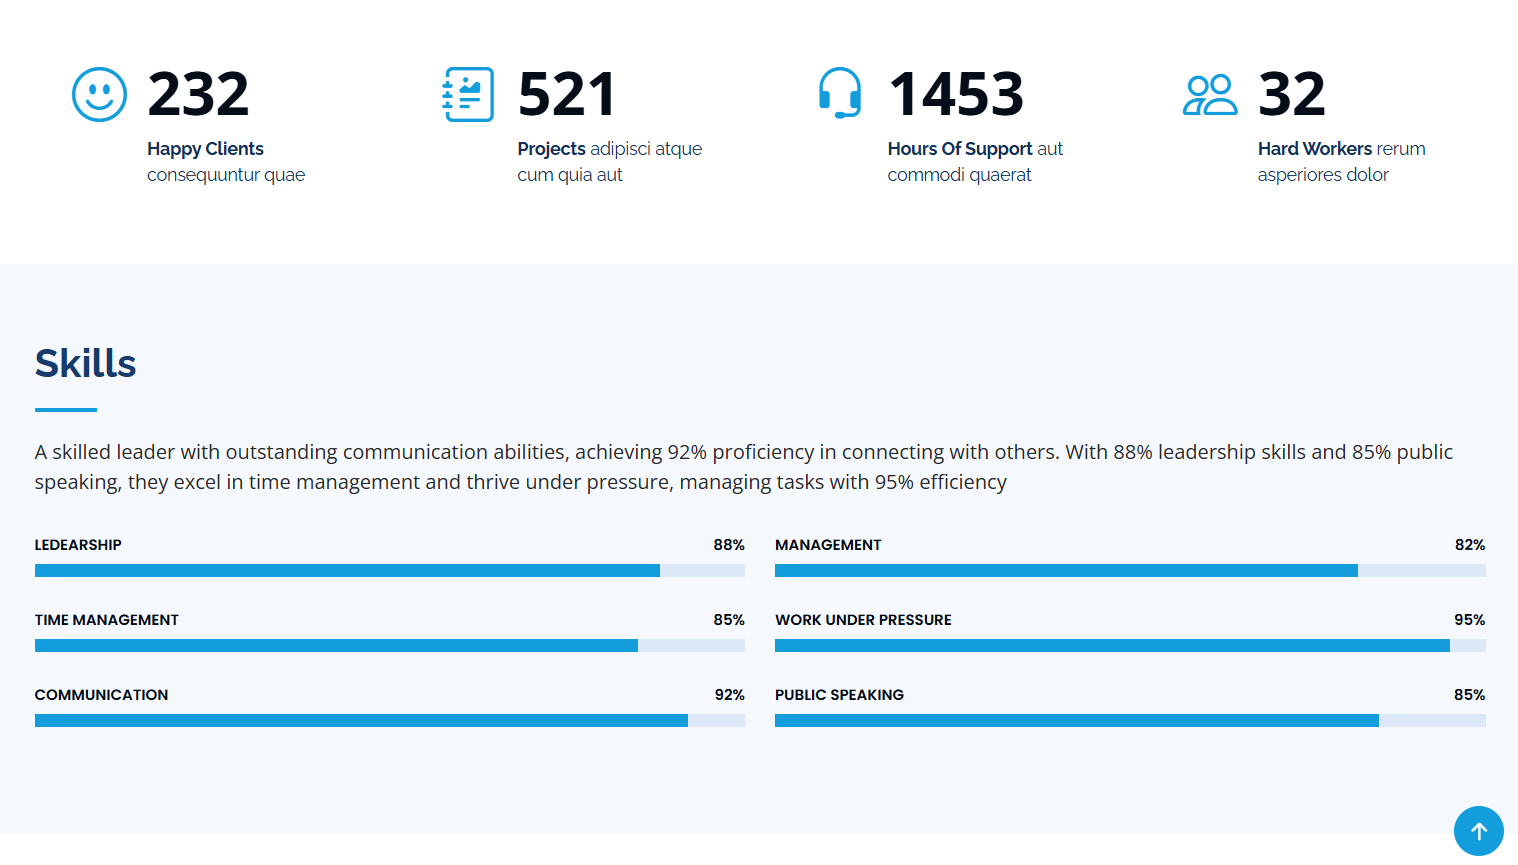 232
Happy Clients
consequuntur quae
521
Projects adipisci atque
cum quia aut
1453
Hours Of Support aut
commodi quaerat
32
Hard Workers rerum
asperiores dolor
Skills
A skilled leader with outstanding communication abilities, achieving 92% proficiency in connecting with others. With 88% leadership skills and 85% public
speaking, they excel in time management and thrive under pressure, managing tasks with 95% efficiency
LEDEARSHIP 88%
MANAGEMENT 82%
TIME MANAGEMENT 85%
WORK UNDER PRESSURE 95%
COMMUNICATION 92%
PUBLIC SPEAKING 85%